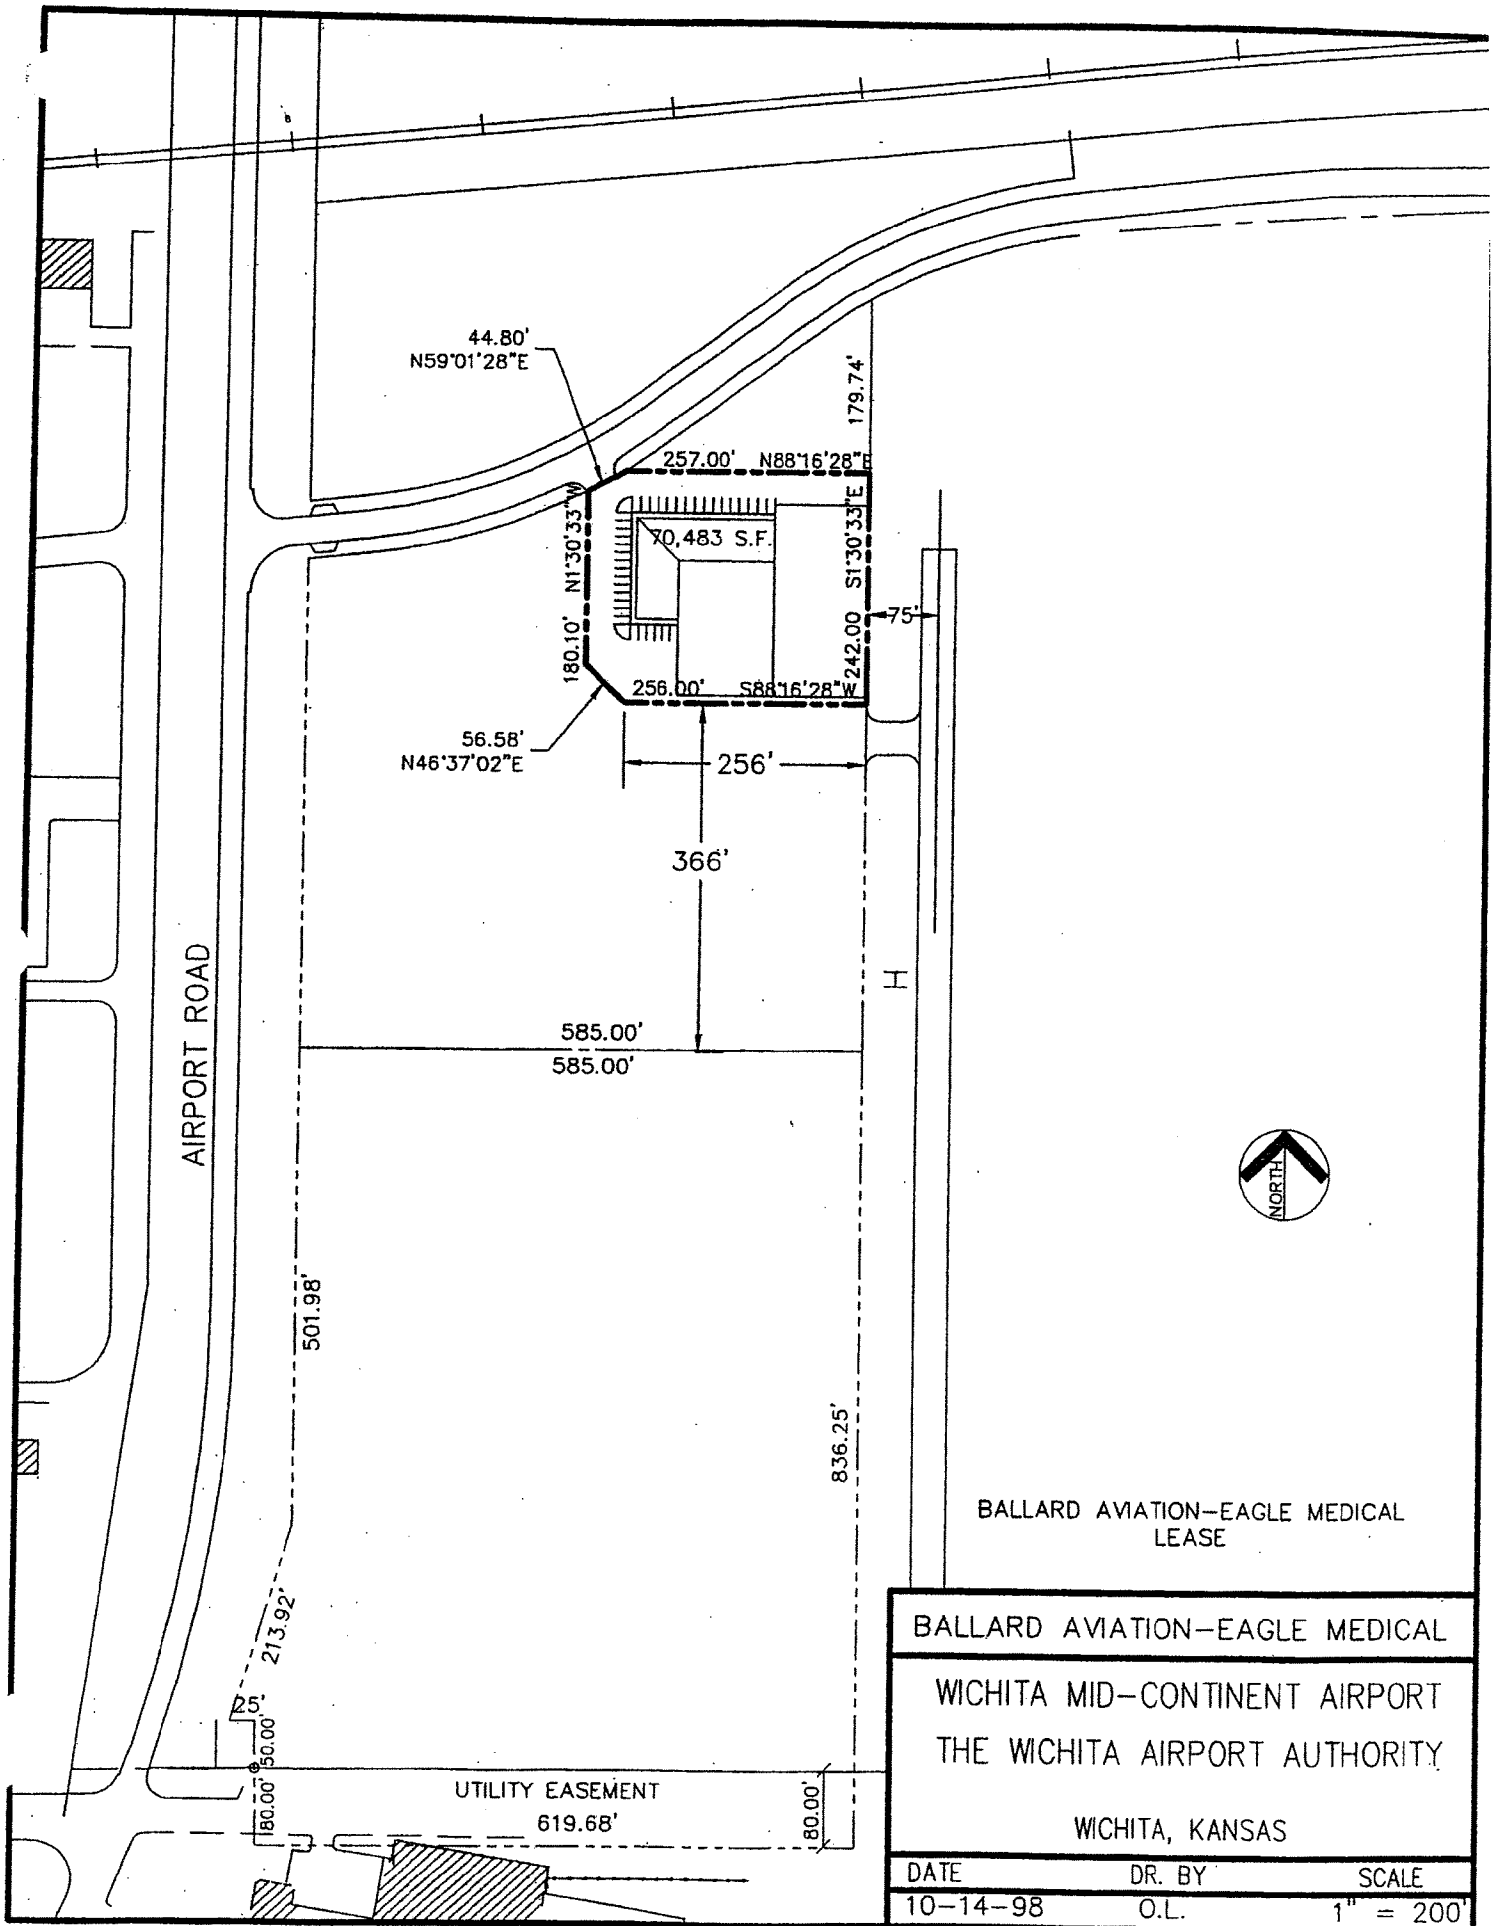 44.80'
N59°01'28"E
179.74'
257.00' N88°16'28"E
180.10' N1°30'33"W
70,483 S.F.
242.00 S1°30'33"E
75'
256.00' S88°16'28"W
56.58'
N46°37'02"E
256'
366'
AIRPORT ROAD
H
585.00'
585.00'
NORTH
501.98'
836.25'
BALLARD AVIATION-EAGLE MEDICAL
LEASE
213.92'
25'
50.00'
80.00'
UTILITY EASEMENT
619.68'
80.00'
BALLARD AVIATION-EAGLE MEDICAL
WICHITA MID-CONTINENT AIRPORT
THE WICHITA AIRPORT AUTHORITY
WICHITA, KANSAS
DATE DR. BY SCALE
10-14-98 O.L. 1" = 200'